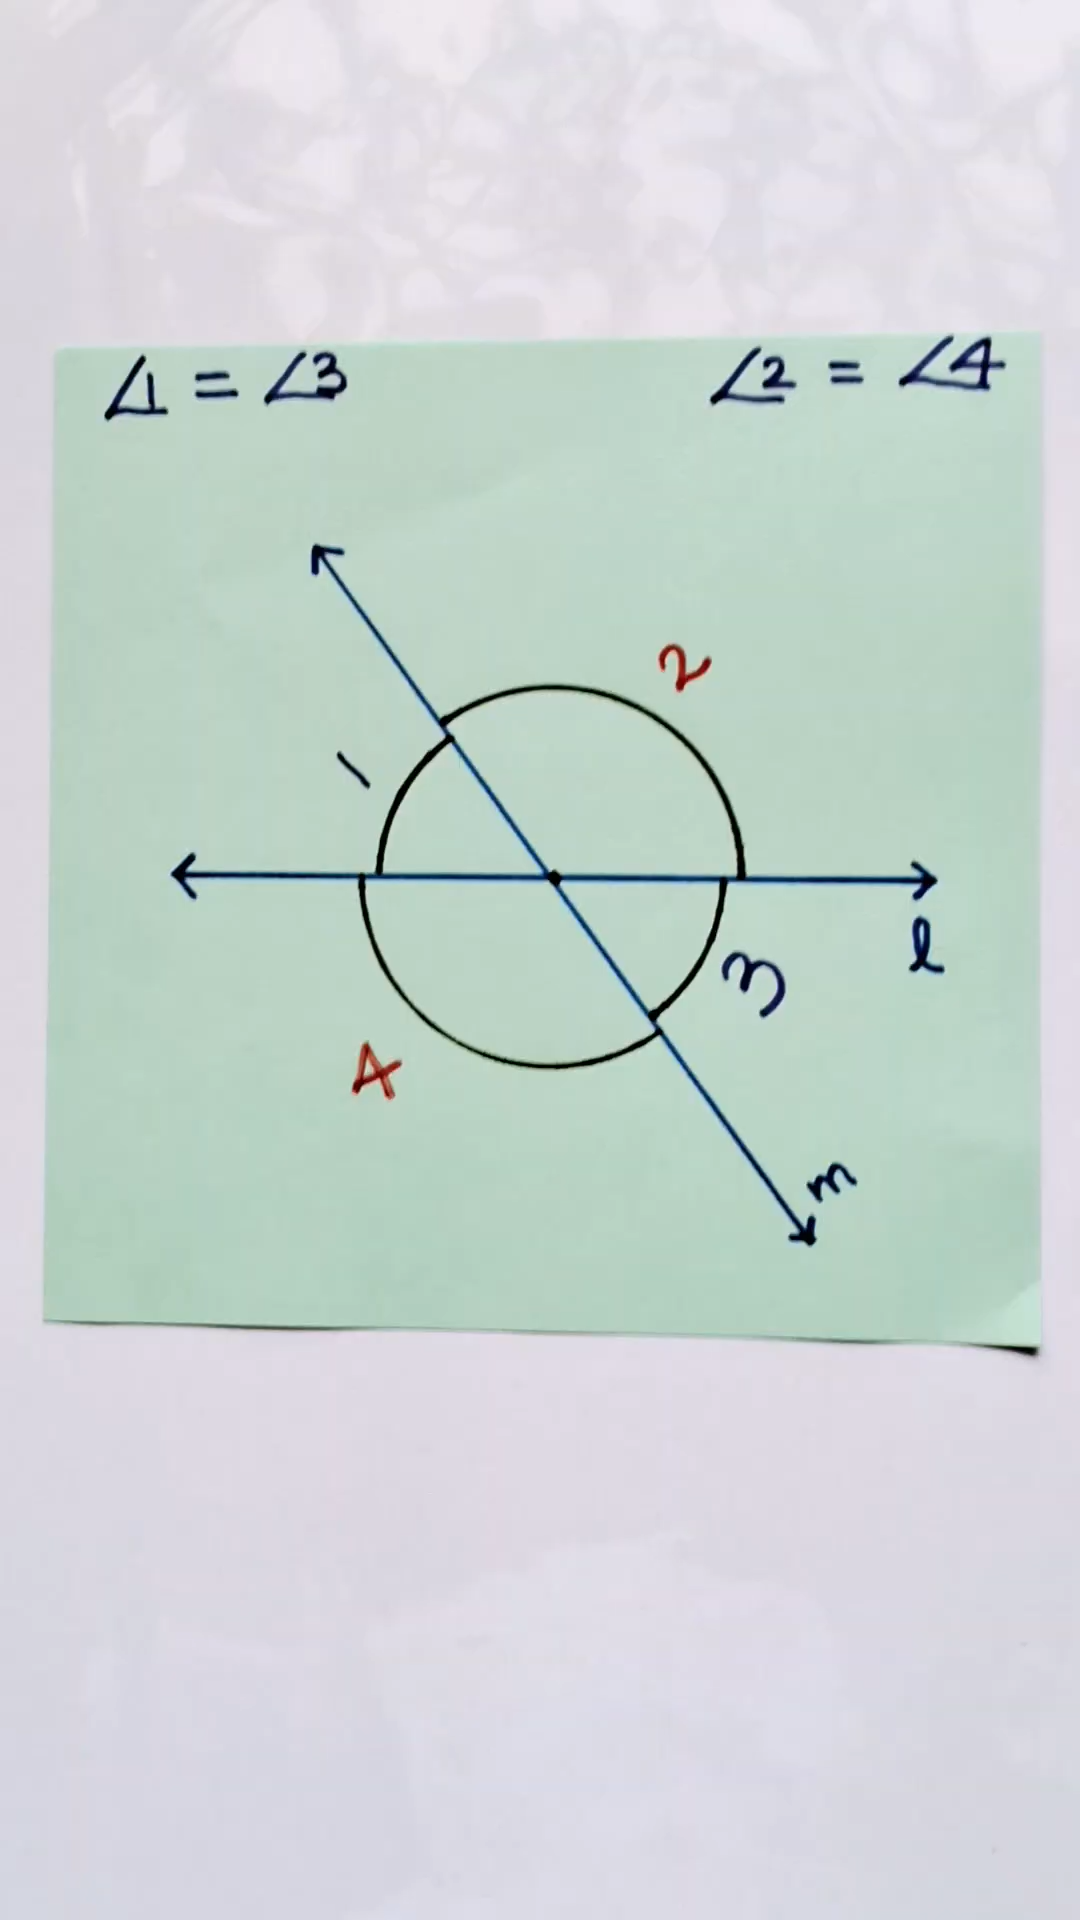 ∠1 = ∠3 ∠2 = ∠4
2
1
l
3
4
m